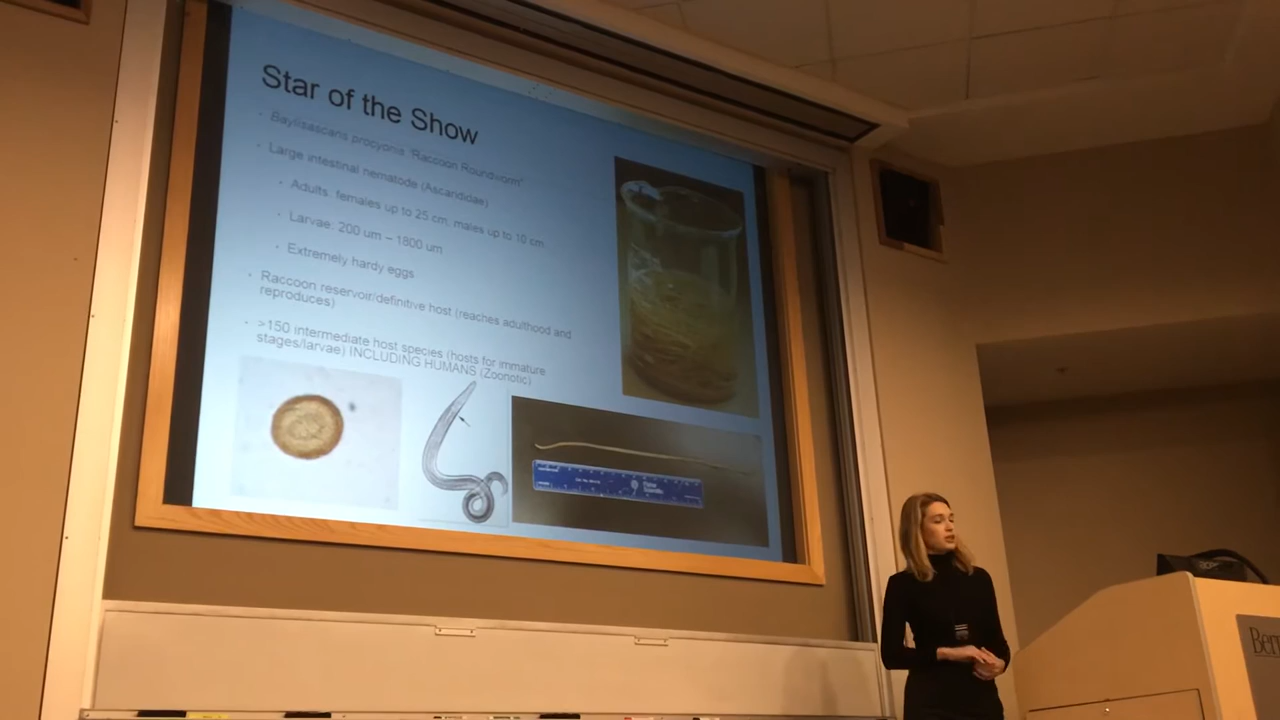 Star of the Show
Baylisascaris procyonis "Raccoon Roundworm"
Large intestinal nematode (Ascarididae)
Adults: females up to 25 cm, males up to 10 cm
Larvae: 200 um – 1800 um
Extremely hardy eggs
Raccoon reservoir/definitive host (reaches adulthood and
reproduces)
>150 intermediate host species (hosts for immature
stages/larvae) INCLUDING HUMANS (Zoonotic)
Fisher
Scientific